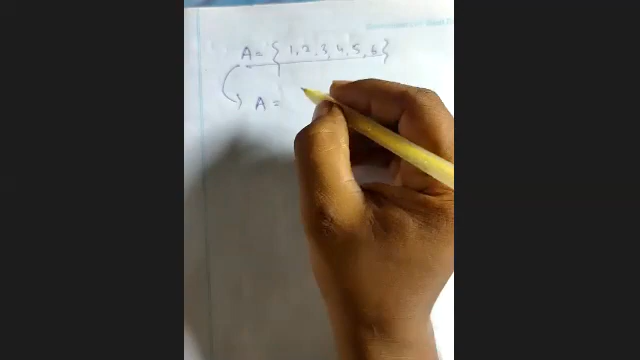 A = { 1, 2, 3, 4, 5, 6 }
A =